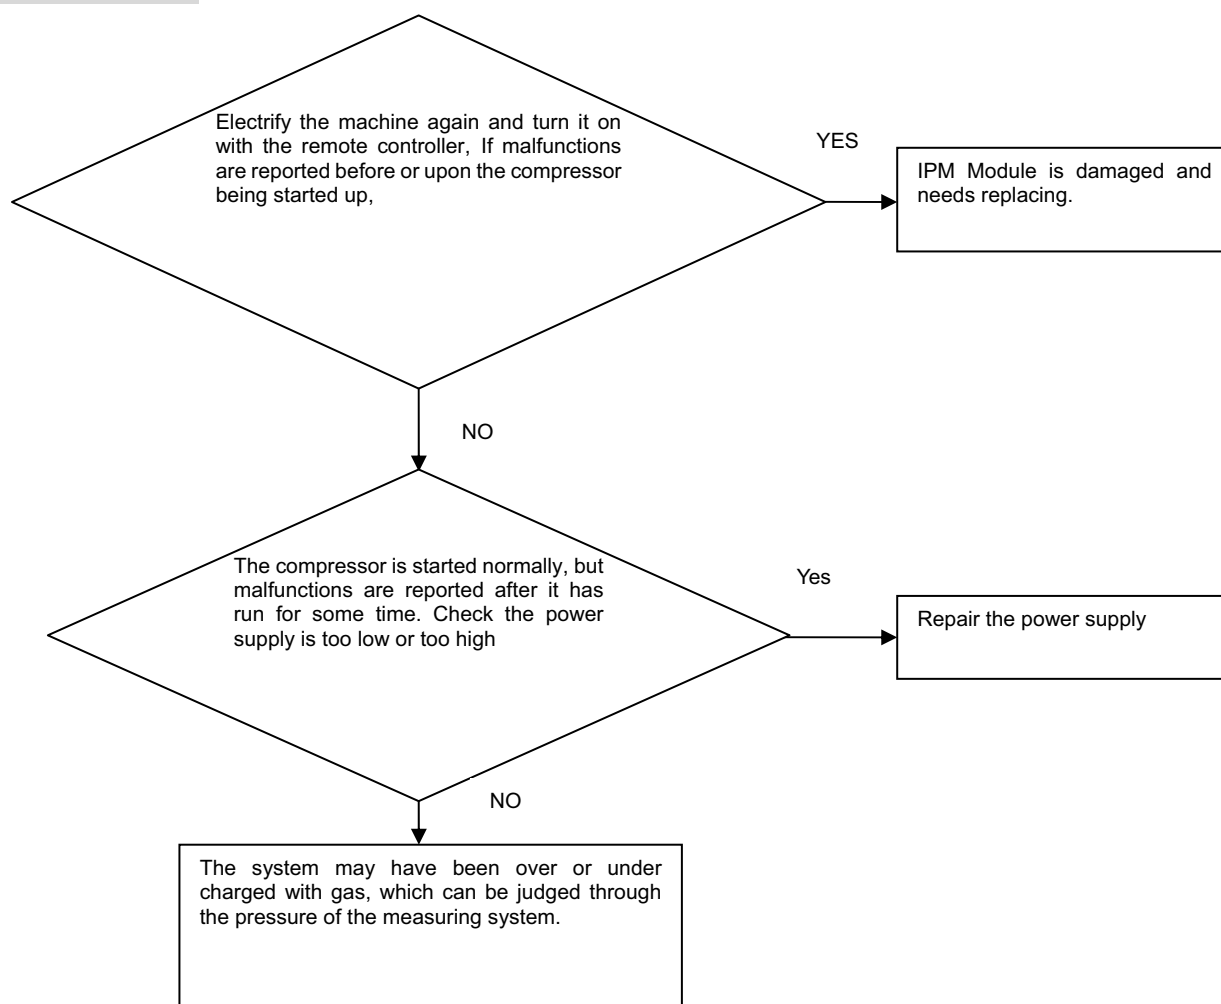 Electrify the machine again and turn it on
with the remote controller, If malfunctions
are reported before or upon the compressor
being started up,
YES
IPM Module is damaged and
needs replacing.
NO
The compressor is started normally, but
malfunctions are reported after it has
run for some time. Check the power
supply is too low or too high
Yes
Repair the power supply
NO
The system may have been over or under
charged with gas, which can be judged through
the pressure of the measuring system.